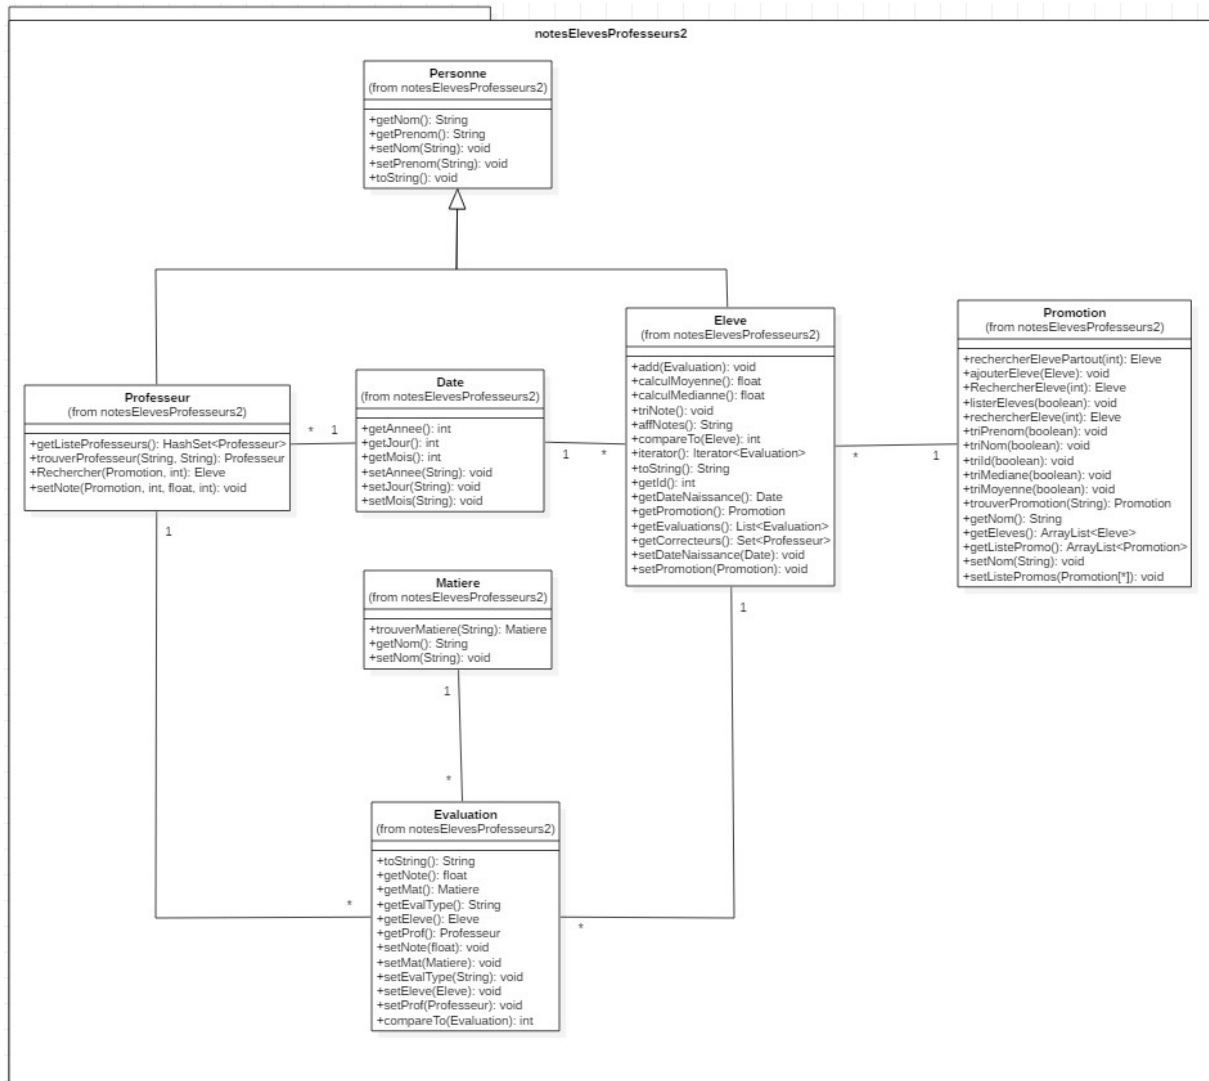 notesElevesProfesseurs2
Personne
(from notesElevesProfesseurs2)
+getNom(): String
+getPrenom(): String
+setNom(String): void
+setPrenom(String): void
+toString(): void
Professeur
(from notesElevesProfesseurs2)
+getListeProfesseurs(): HashSet<Professeur>
+trouverProfesseur(String, String): Professeur
+Rechercher(Promotion, int): Eleve
+setNote(Promotion, int, float, int): void
* 1
1
Date
(from notesElevesProfesseurs2)
+getAnnee(): int
+getJour(): int
+getMois(): int
+setAnnee(String): void
+setJour(String): void
+setMois(String): void
1 *
Eleve
(from notesElevesProfesseurs2)
+add(Evaluation): void
+calculMoyenne(): float
+calculMedianne(): float
+triNote(): void
+affNotes(): String
+compareTo(Eleve): int
+iterator(): Iterator<Evaluation>
+toString(): String
+getId(): int
+getDateNaissance(): Date
+getPromotion(): Promotion
+getEvaluations(): List<Evaluation>
+getCorrecteurs(): Set<Professeur>
+setDateNaissance(Date): void
+setPromotion(Promotion): void
* 1
1
Promotion
(from notesElevesProfesseurs2)
+rechercherElevePartout(int): Eleve
+ajouterEleve(Eleve): void
+RechercherEleve(int): Eleve
+listerEleves(boolean): void
+rechercherEleve(int): Eleve
+triPrenom(boolean): void
+triNom(boolean): void
+triId(boolean): void
+triMediane(boolean): void
+triMoyenne(boolean): void
+trouverPromotion(String): Promotion
+getNom(): String
+getEleves(): ArrayList<Eleve>
+getListePromo(): ArrayList<Promotion>
+setNom(String): void
+setListePromos(Promotion[*]): void
Matiere
(from notesElevesProfesseurs2)
+trouverMatiere(String): Matiere
+getNom(): String
+setNom(String): void
1
*
Evaluation
(from notesElevesProfesseurs2)
+toString(): String
+getNote(): float
+getMat(): Matiere
+getEvalType(): String
+getEleve(): Eleve
+getProf(): Professeur
+setNote(float): void
+setMat(Matiere): void
+setEvalType(String): void
+setEleve(Eleve): void
+setProf(Professeur): void
+compareTo(Evaluation): int
*
*